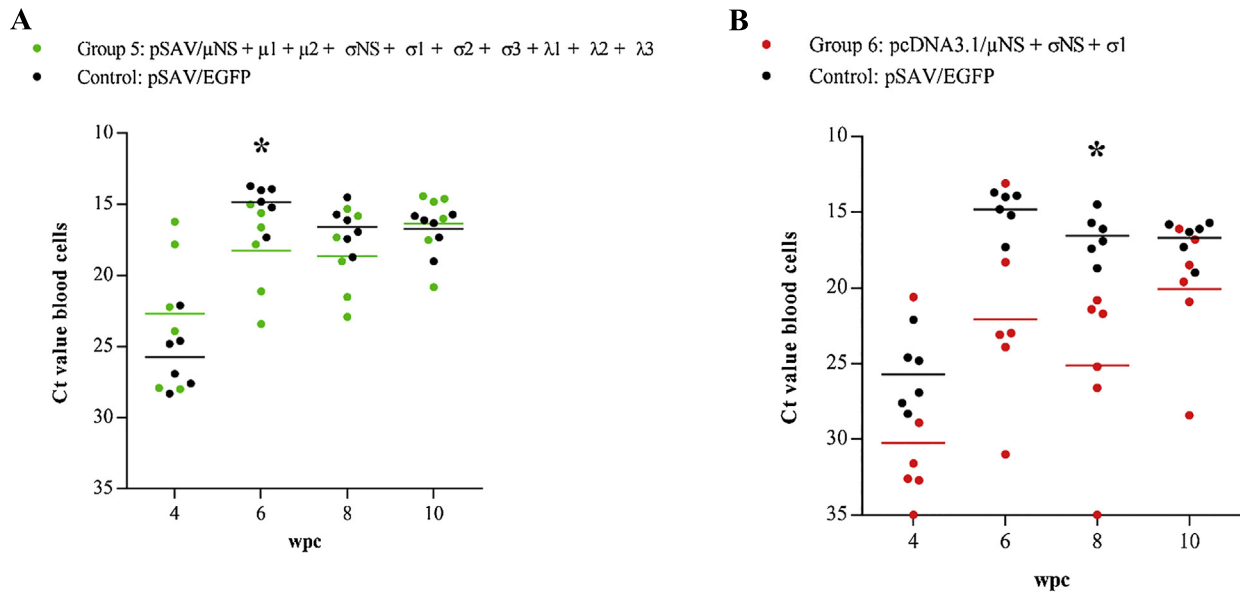 A
Group 5: pSAV/μNS + μ1 + μ2 + σNS + σ1 + σ2 + σ3 + λ1 + λ2 + λ3
Control: pSAV/EGFP
*
10
15
20
25
30
35
Ct value blood cells
4 6 8 10
wpc
B
Group 6: pcDNA3.1/μNS + σNS + σ1
Control: pSAV/EGFP
*
10
15
20
25
30
35
Ct value blood cells
4 6 8 10
wpc